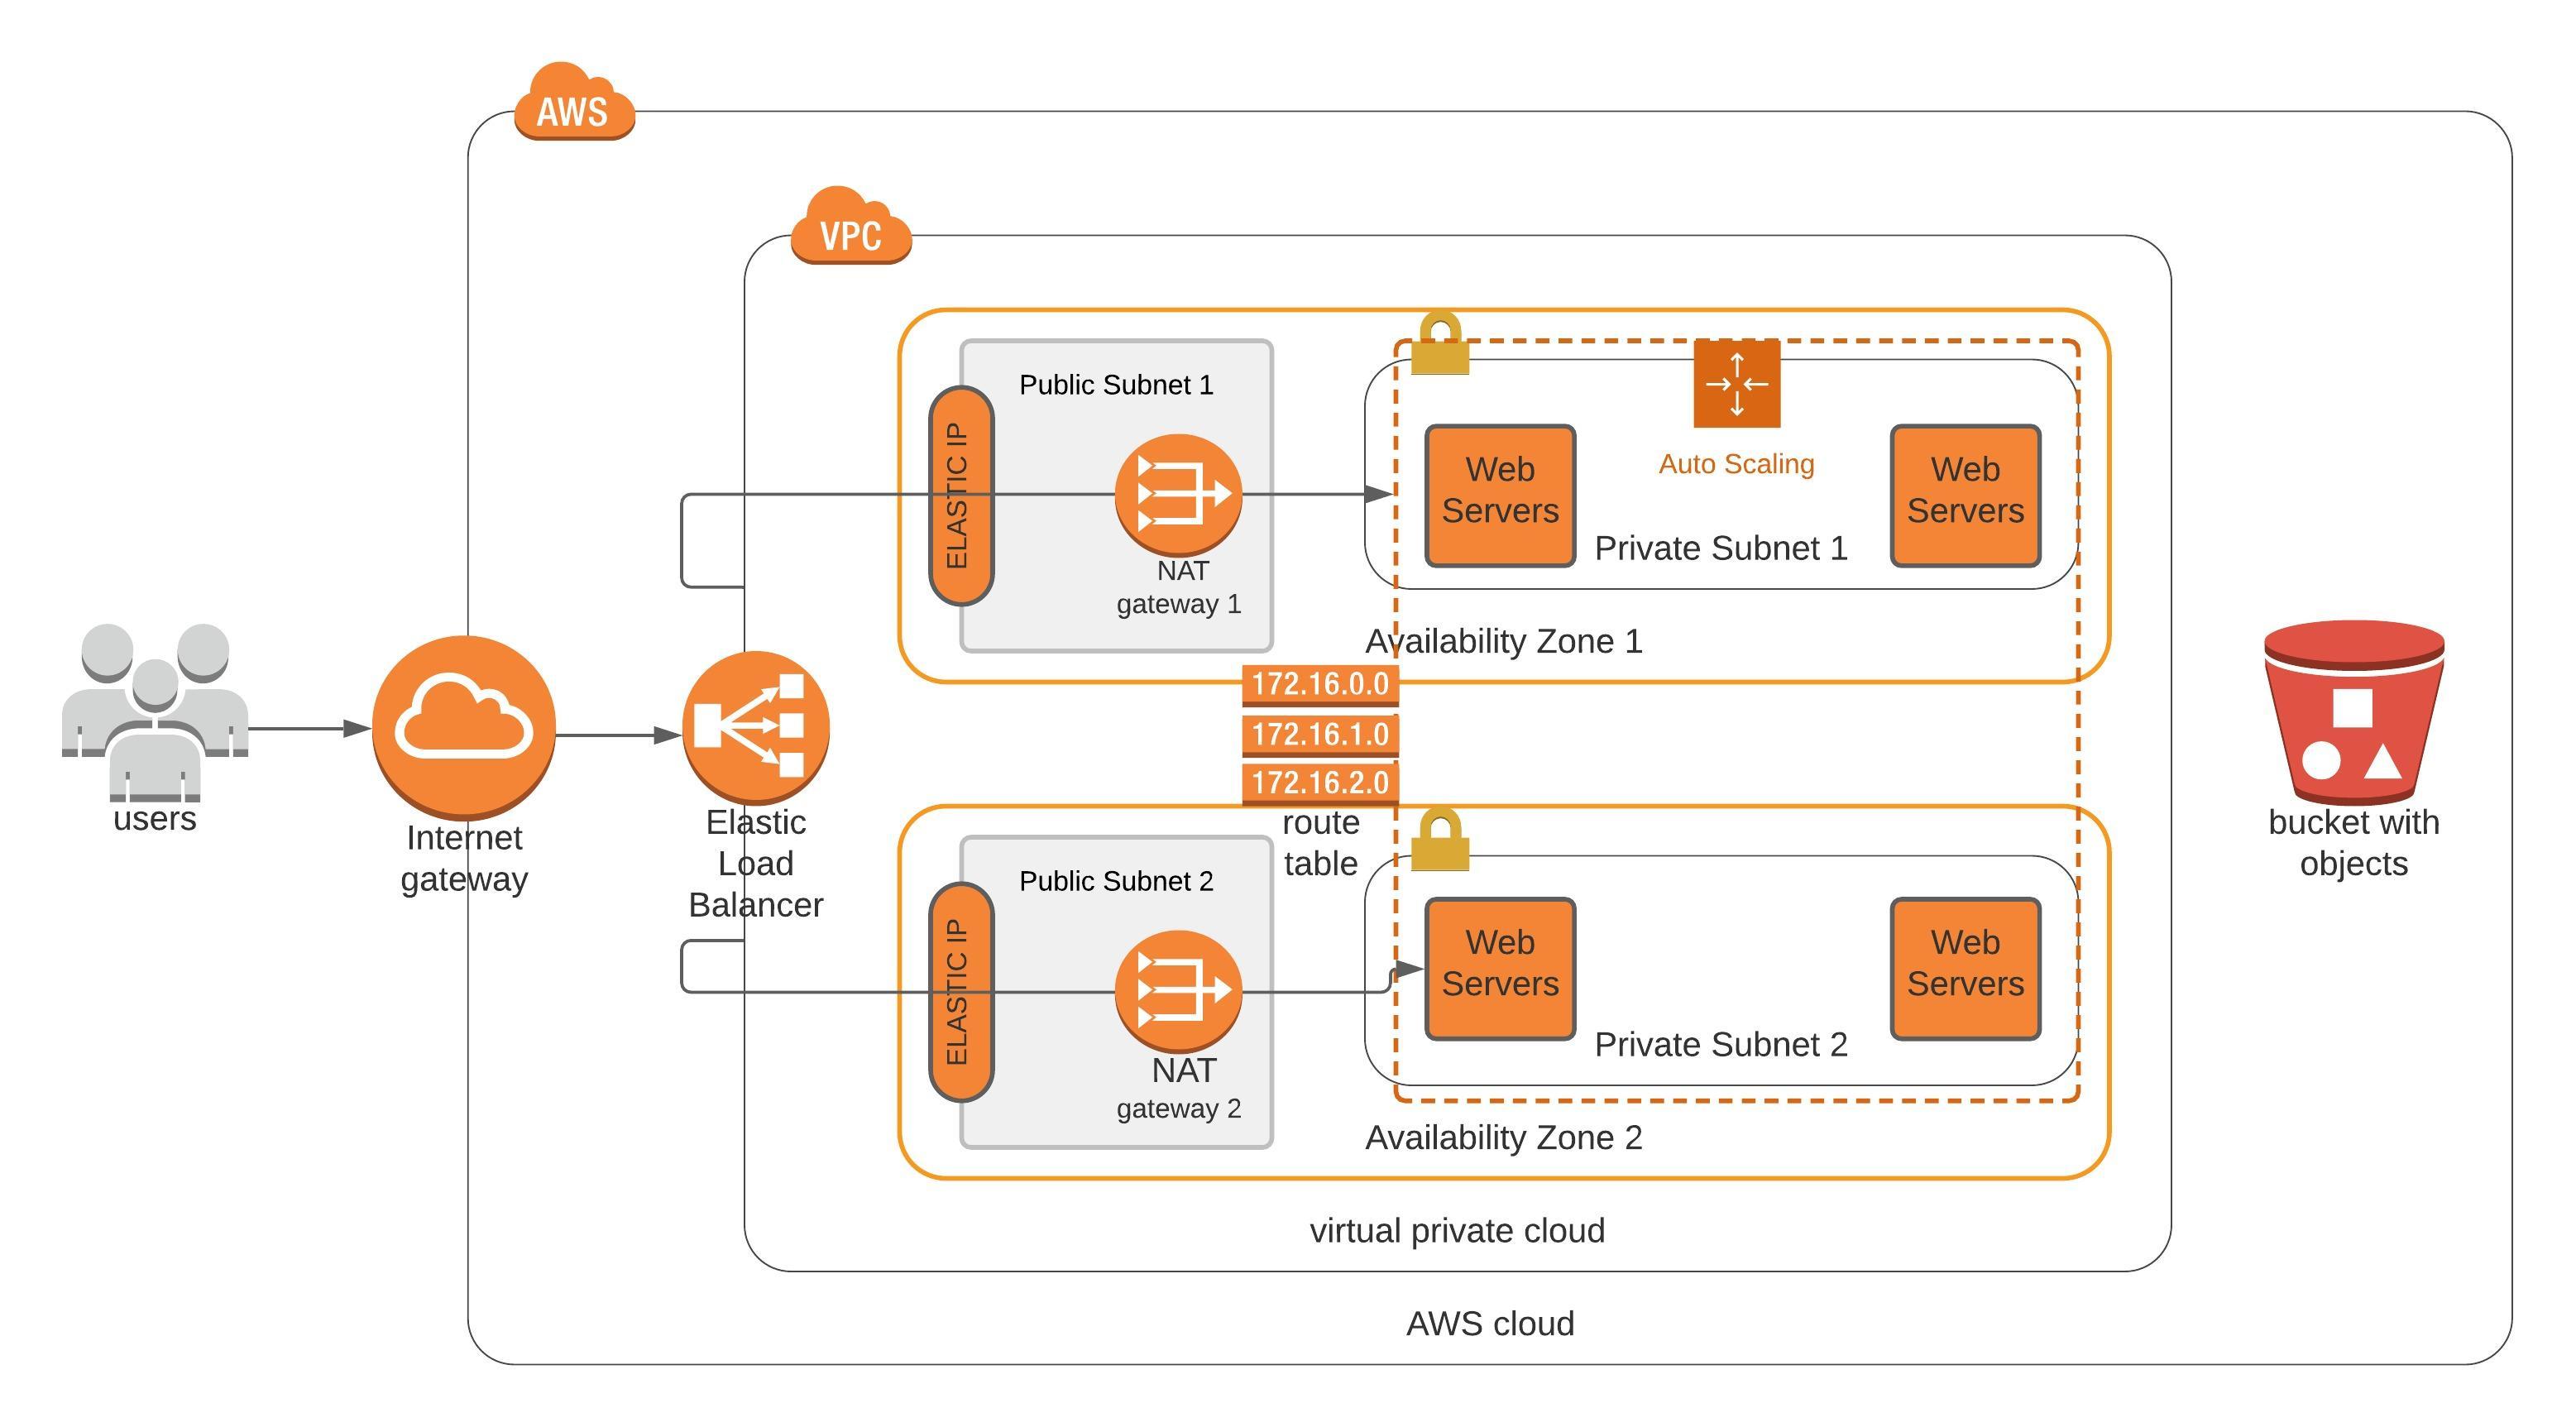 AWS
VPC
Public Subnet 1
ELASTIC IP
NAT
gateway 1
Auto Scaling
Web
Servers
Web
Servers
Private Subnet 1
Availability Zone 1
172.16.0.0
172.16.1.0
172.16.2.0
route
table
users
Internet
gateway
Elastic
Load
Balancer
bucket with
objects
Public Subnet 2
ELASTIC IP
NAT
gateway 2
Web
Servers
Web
Servers
Private Subnet 2
Availability Zone 2
virtual private cloud
AWS cloud